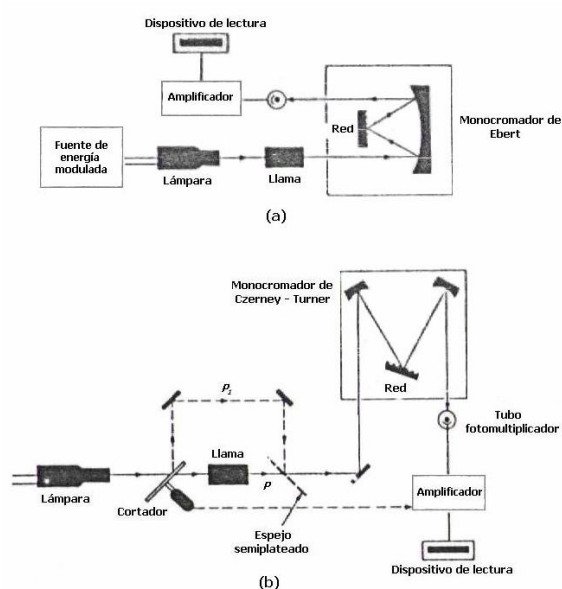 Dispositivo de lectura
Amplificador
Red
Monocromador de
Ebert
Fuente de
energía
modulada
Lámpara
Llama
(a)
Monocromador de
Czerney - Turner
Red
P₂
Tubo
fotomultiplicador
Llama
P
Lámpara
Cortador
Amplificador
Espejo
semiplateado
Dispositivo de lectura
(b)